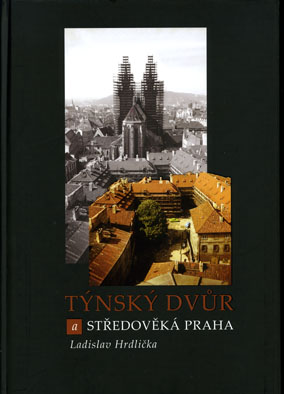 TÝNSKÝ DVŮR
a STŘEDOVĚKÁ PRAHA
Ladislav Hrdlička